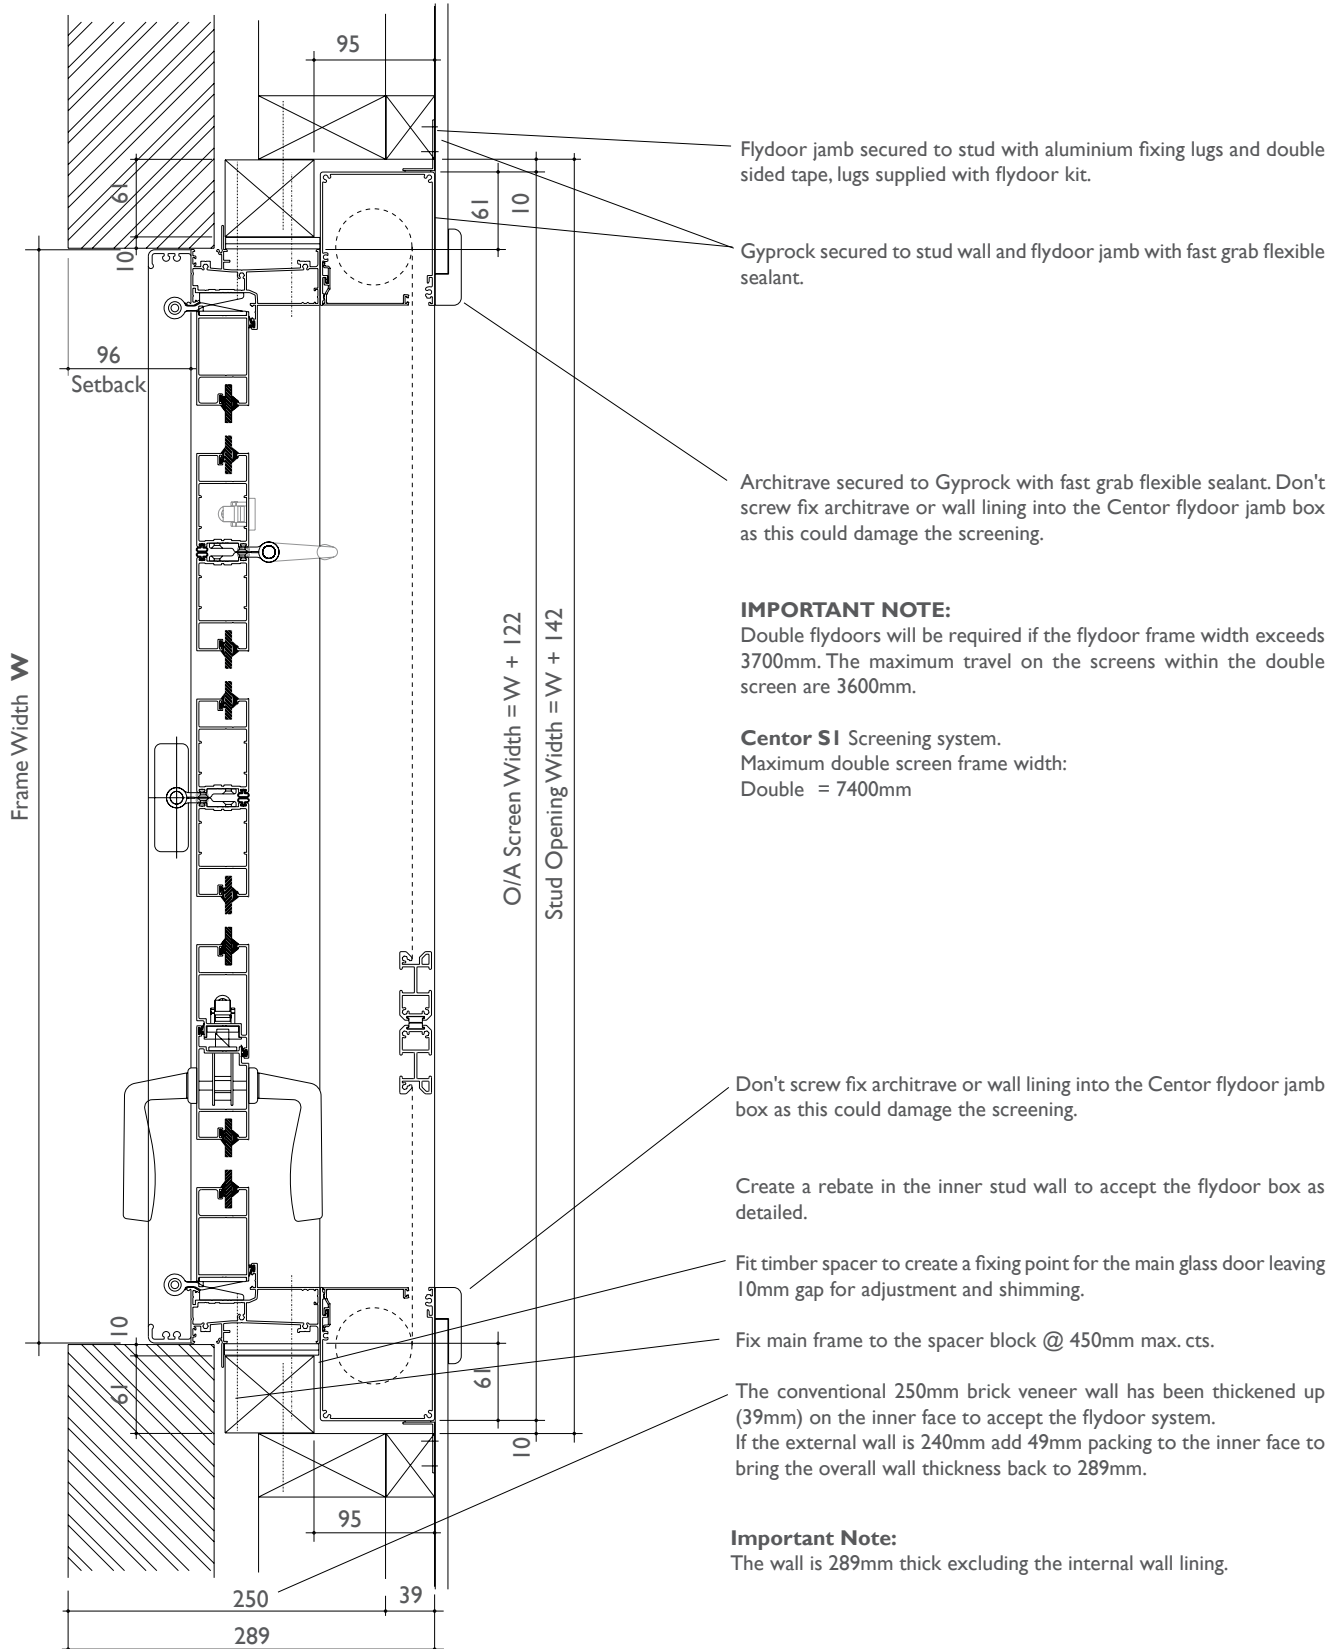 95
Flydoor jamb secured to stud with aluminium fixing lugs and double
sided tape, lugs supplied with flydoor kit.
61
10
61
10
Gyprock secured to stud wall and flydoor jamb with fast grab flexible
sealant.
96
Setback
Architrave secured to Gyprock with fast grab flexible sealant. Don't
screw fix architrave or wall lining into the Centor flydoor jamb box
as this could damage the screening.
IMPORTANT NOTE:
Double flydoors will be required if the flydoor frame width exceeds
3700mm. The maximum travel on the screens within the double
screen are 3600mm.
Frame Width W
O/A Screen Width = W + 122
Stud Opening Width = W + 142
Centor S1 Screening system.
Maximum double screen frame width:
Double = 7400mm
Don't screw fix architrave or wall lining into the Centor flydoor jamb
box as this could damage the screening.
Create a rebate in the inner stud wall to accept the flydoor box as
detailed.
Fit timber spacer to create a fixing point for the main glass door leaving
10mm gap for adjustment and shimming.
10
Fix main frame to the spacer block @ 450mm max. cts.
61
61
The conventional 250mm brick veneer wall has been thickened up
(39mm) on the inner face to accept the flydoor system.
If the external wall is 240mm add 49mm packing to the inner face to
bring the overall wall thickness back to 289mm.
10
95
Important Note:
The wall is 289mm thick excluding the internal wall lining.
250
39
289